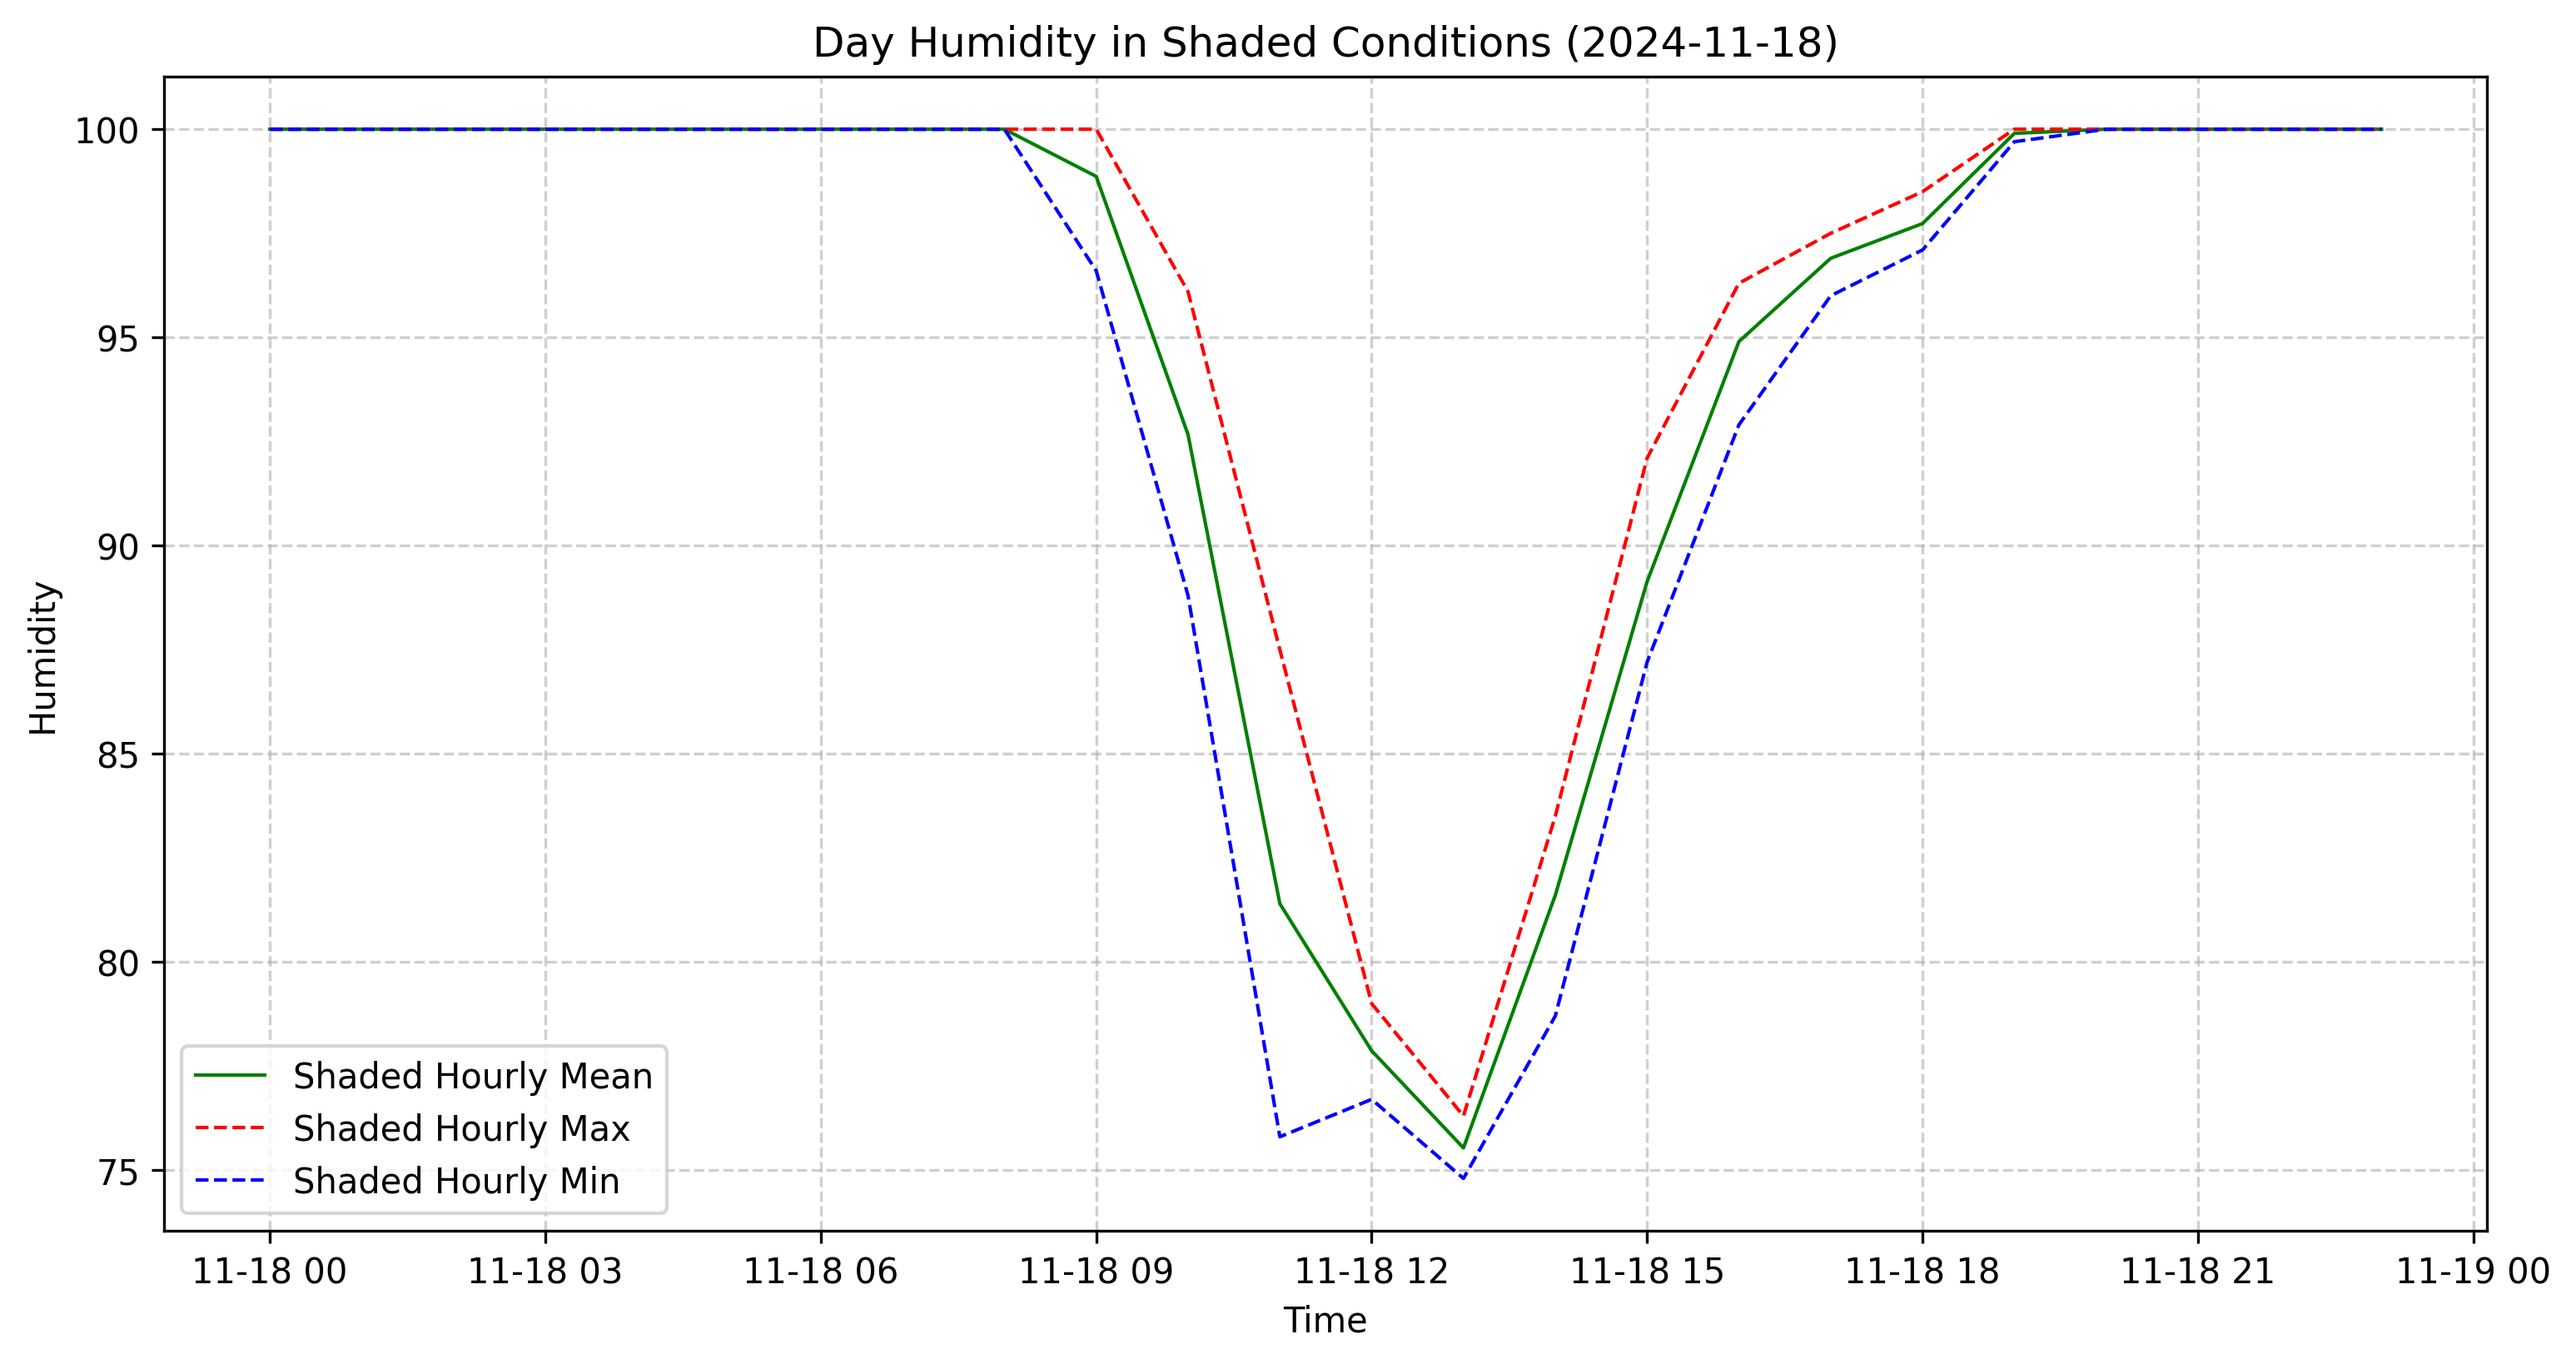 Day Humidity in Shaded Conditions (2024-11-18)
100
95
90
85
80
75
Humidity
Shaded Hourly Mean
Shaded Hourly Max
Shaded Hourly Min
11-18 00 11-18 03 11-18 06 11-18 09 11-18 12 11-18 15 11-18 18 11-18 21 11-19 00
Time